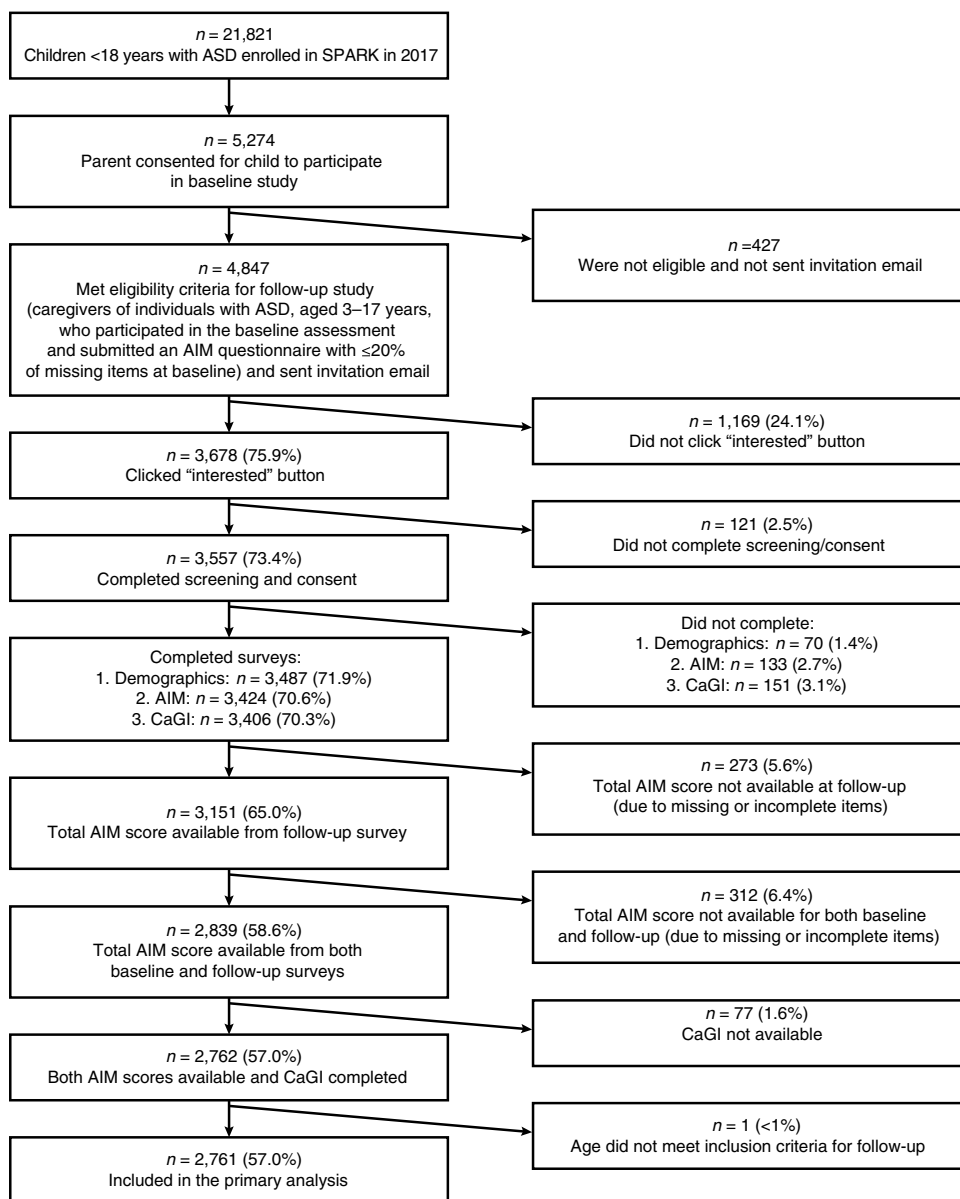 n = 21,821
Children <18 years with ASD enrolled in SPARK in 2017
n = 5,274
Parent consented for child to participate
in baseline study
n =427
Were not eligible and not sent invitation email
n = 4,847
Met eligibility criteria for follow-up study
(caregivers of individuals with ASD, aged 3–17 years,
who participated in the baseline assessment
and submitted an AIM questionnaire with ≤20%
of missing items at baseline) and sent invitation email
n = 1,169 (24.1%)
Did not click “interested” button
n = 3,678 (75.9%)
Clicked “interested” button
n = 121 (2.5%)
Did not complete screening/consent
n = 3,557 (73.4%)
Completed screening and consent
Did not complete:
1. Demographics: n = 70 (1.4%)
2. AIM: n = 133 (2.7%)
3. CaGI: n = 151 (3.1%)
Completed surveys:
1. Demographics: n = 3,487 (71.9%)
2. AIM: n = 3,424 (70.6%)
3. CaGI: n = 3,406 (70.3%)
n = 273 (5.6%)
Total AIM score not available at follow-up
(due to missing or incomplete items)
n = 3,151 (65.0%)
Total AIM score available from follow-up survey
n = 312 (6.4%)
Total AIM score not available for both baseline
and follow-up (due to missing or incomplete items)
n = 2,839 (58.6%)
Total AIM score available from both
baseline and follow-up surveys
n = 77 (1.6%)
CaGI not available
n = 2,762 (57.0%)
Both AIM scores available and CaGI completed
n = 1 (<1%)
Age did not meet inclusion criteria for follow-up
n = 2,761 (57.0%)
Included in the primary analysis